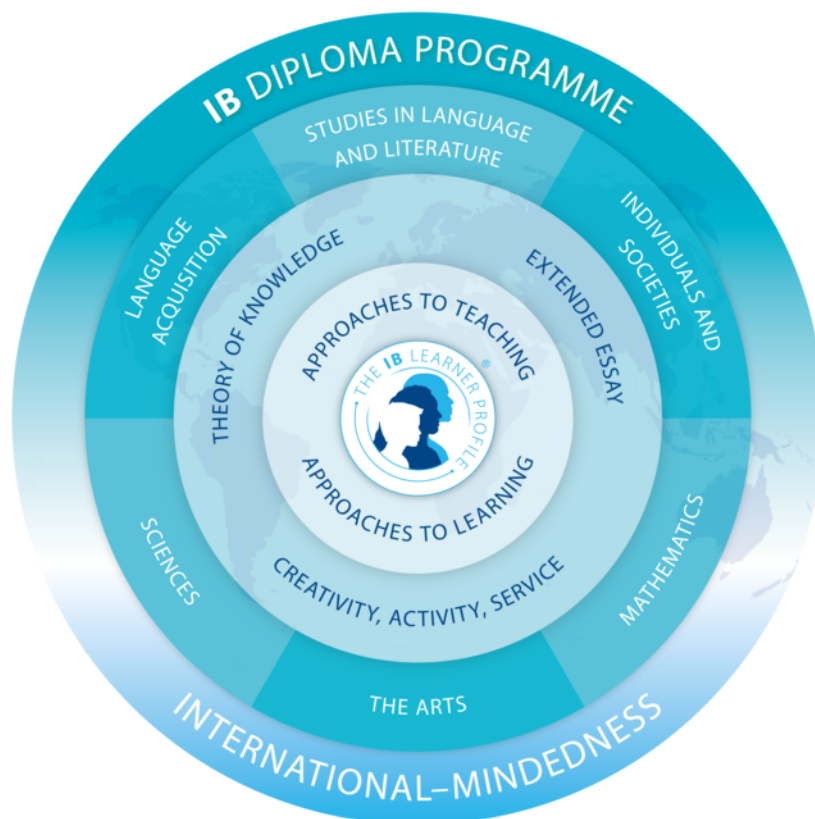 IB DIPLOMA PROGRAMME
STUDIES IN LANGUAGE
AND LITERATURE
INDIVIDUALS AND
SOCIETIES
MATHEMATICS
THE ARTS
SCIENCES
LANGUAGE
ACQUISITION
THEORY OF KNOWLEDGE
EXTENDED ESSAY
CREATIVITY, ACTIVITY, SERVICE
APPROACHES TO TEACHING
APPROACHES TO LEARNING
THE IB LEARNER PROFILE
®
INTERNATIONAL–MINDEDNESS